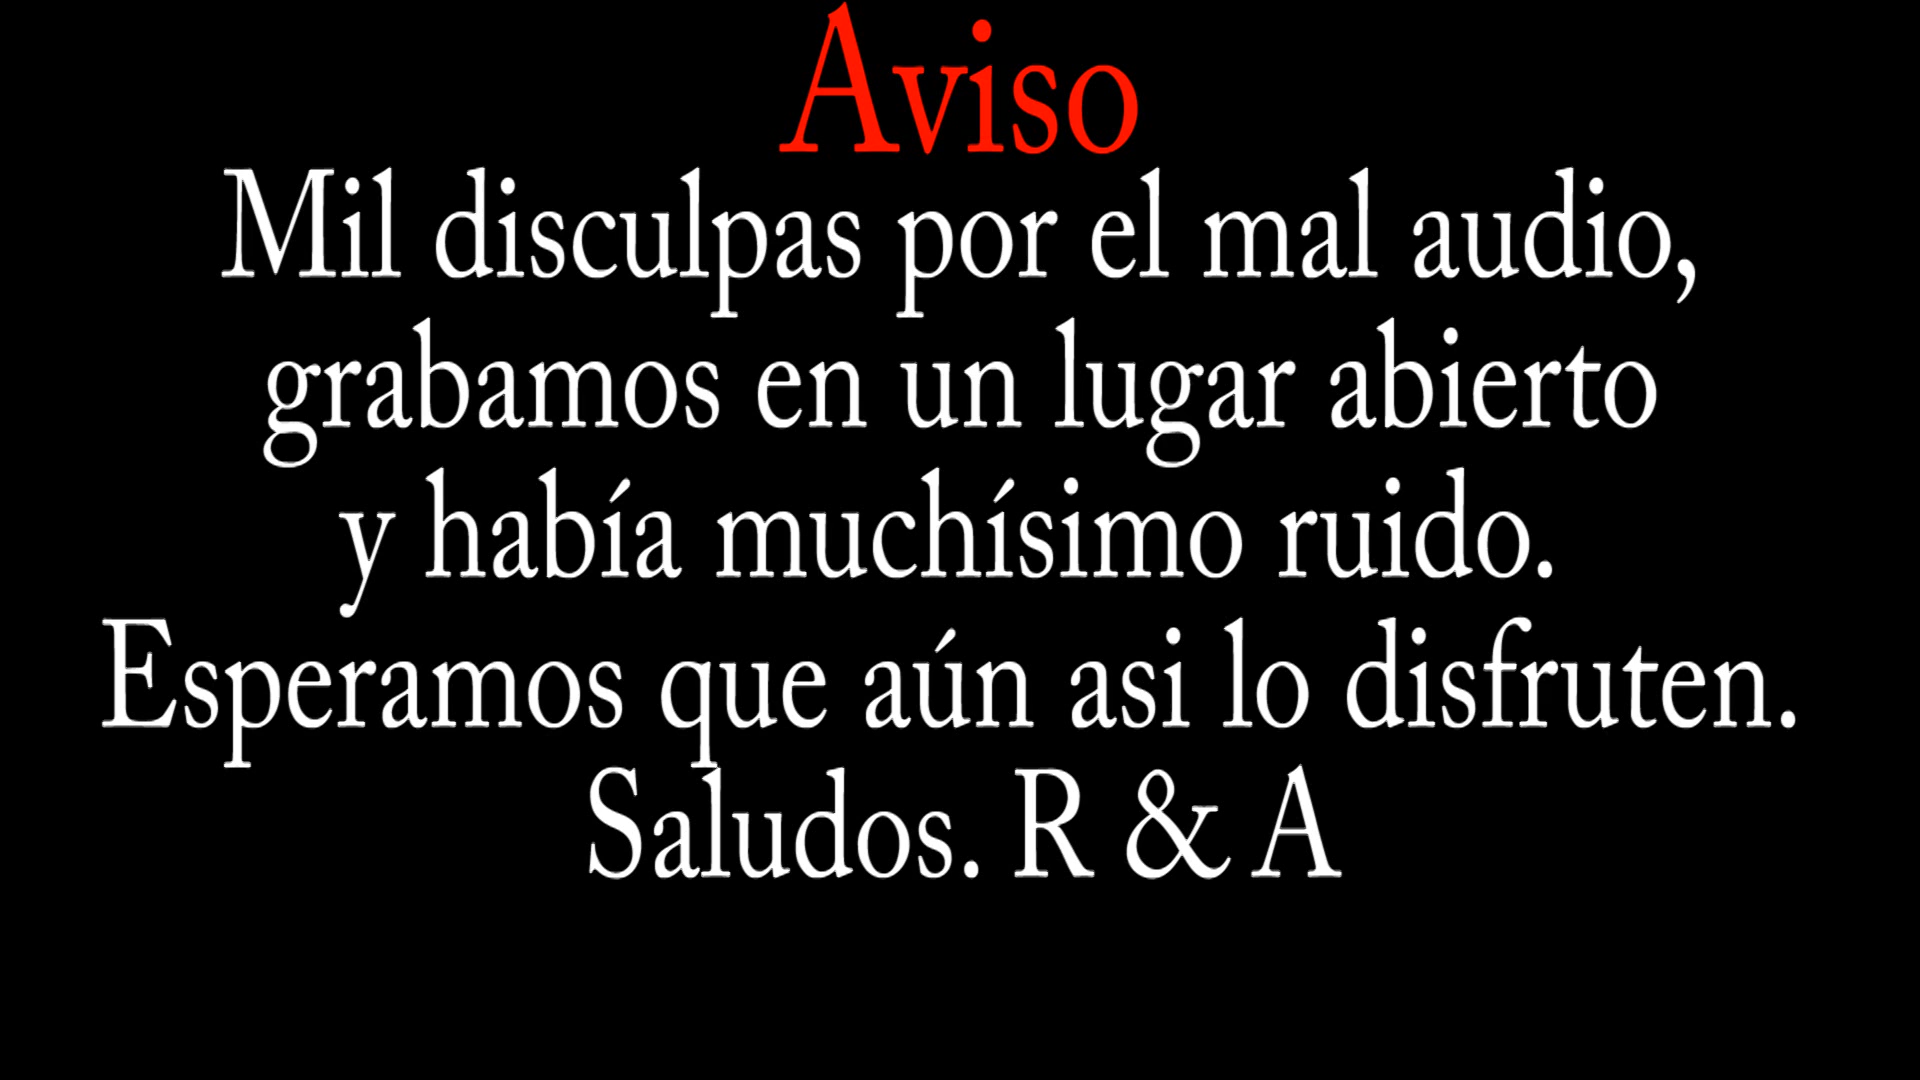 Aviso
Mil disculpas por el mal audio,
grabamos en un lugar abierto
y había muchísimo ruido.
Esperamos que aún asi lo disfruten.
Saludos. R & A